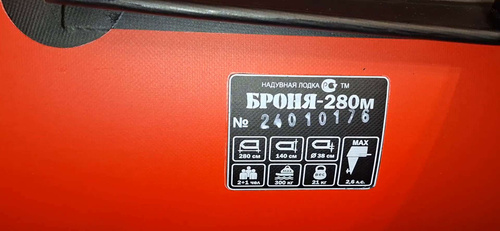 НАДУВНАЯ ЛОДКА ТМ
БРОНЯ-280м
№ 24010176
280 см 140 см Ø 38 см MAX
2+1 чел 300 кг 21 кг 2,6 л.с.